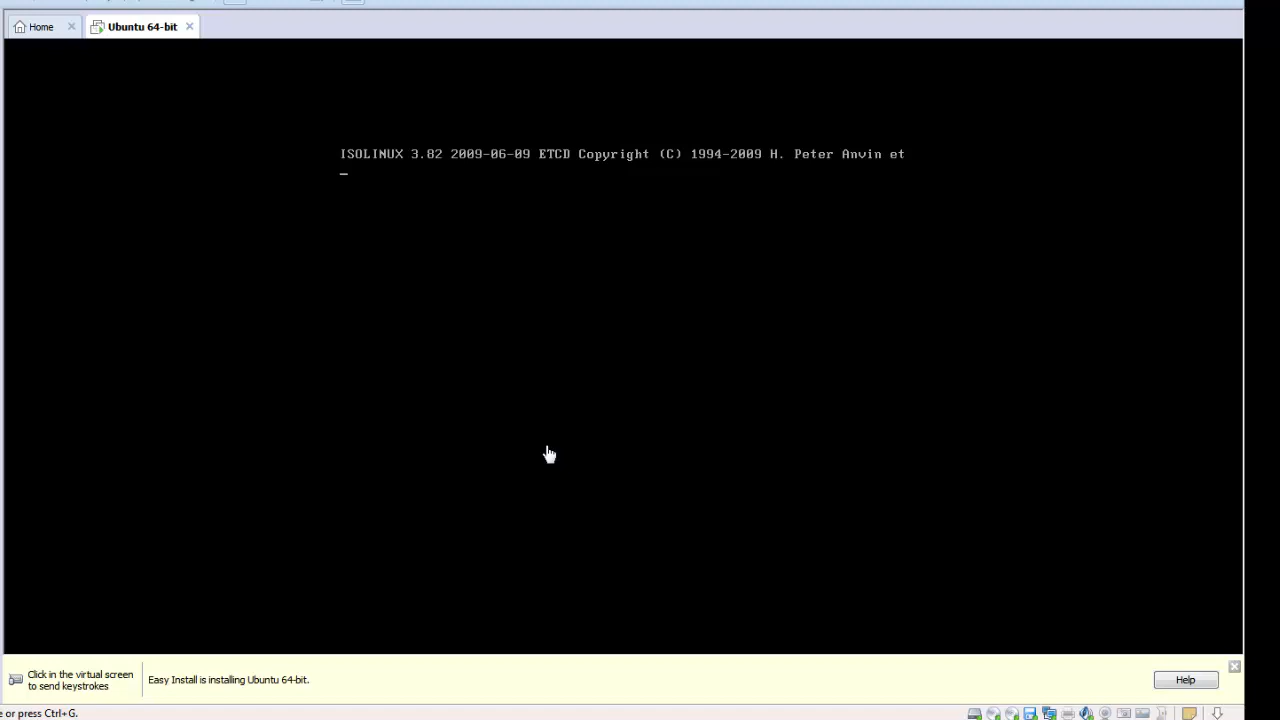 Home
Ubuntu 64-bit
ISOLINUX 3.82 2009-06-09 ETCD Copyright (C) 1994-2009 H. Peter Anvin et
_
Click in the virtual screen
to send keystrokes
Easy Install is installing Ubuntu 64-bit.
Help
or press Ctrl+G.